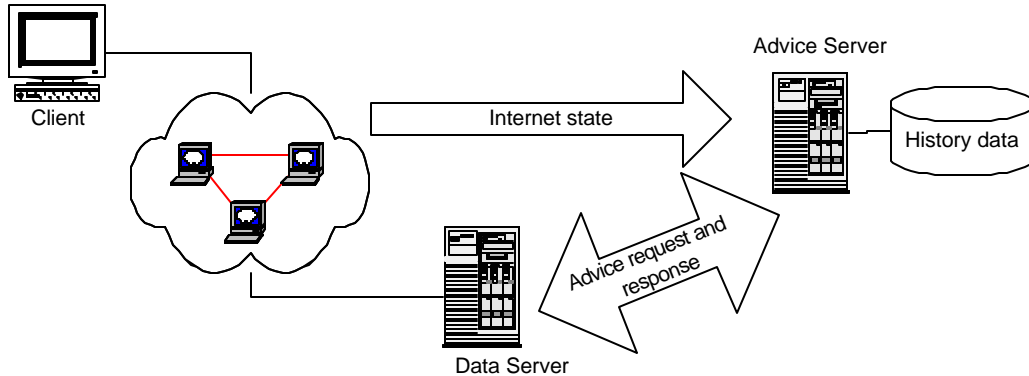 Advice Server
Client
Internet state
History data
Advice request and
response
Data Server